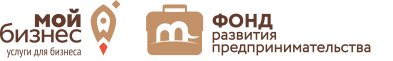 МОЙ
бизнес
услуги для бизнеса
ФОНД
развития
предпринимательства